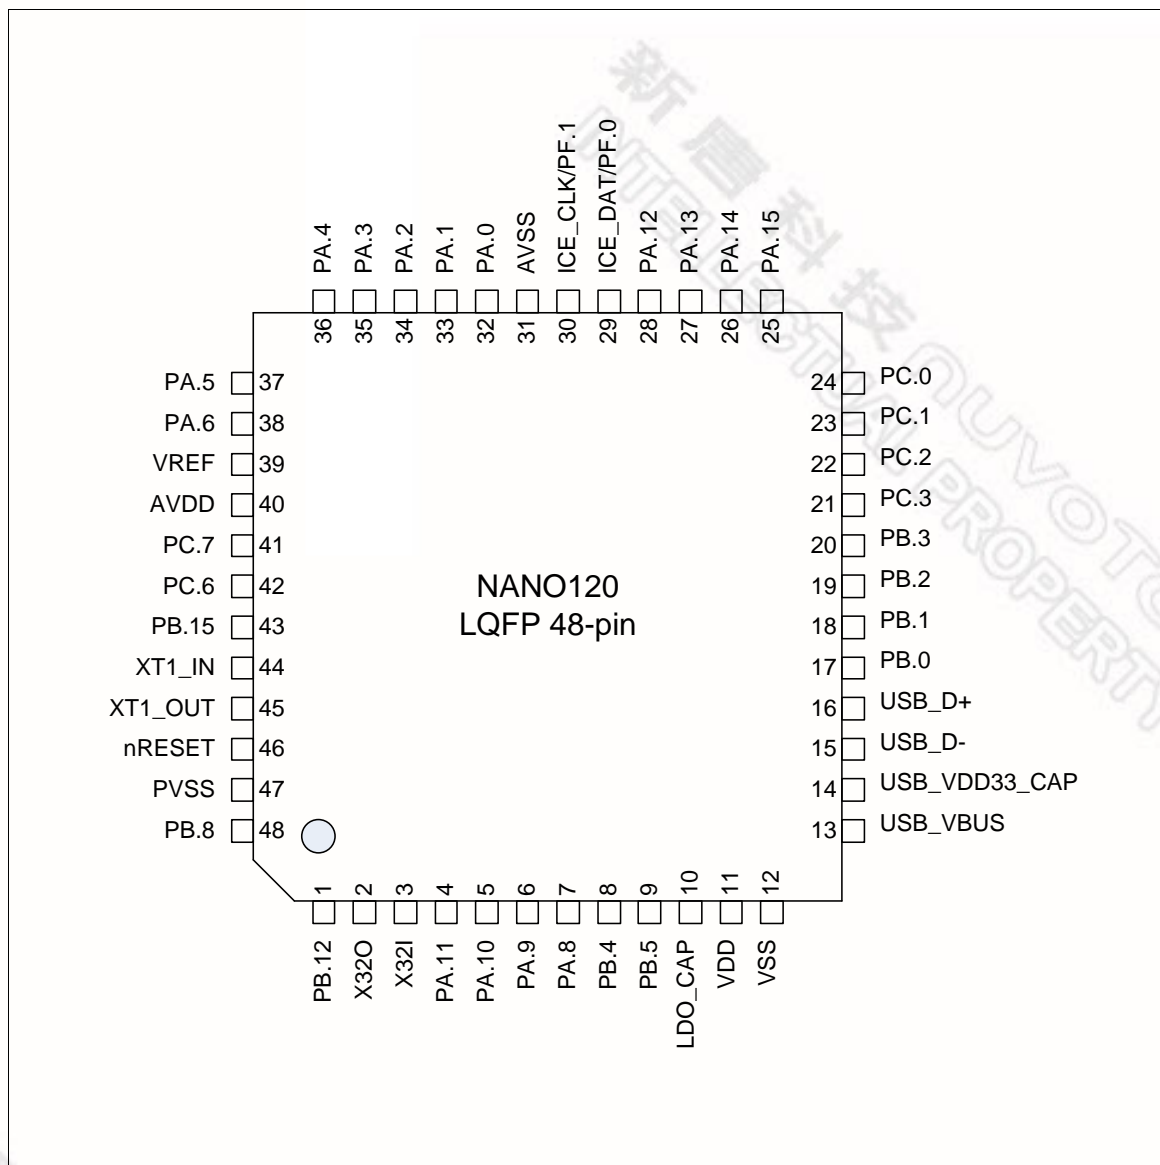 新唐科技 nuvoTo
INTELLECTUAL PROPERTY
PA.4
PA.3
PA.2
PA.1
PA.0
AVSS
ICE_CLK/PF.1
ICE_DAT/PF.0
PA.12
PA.13
PA.14
PA.15
36
35
34
33
32
31
30
29
28
27
26
25
PA.5 37
PA.6 38
VREF 39
AVDD 40
PC.7 41
PC.6 42
PB.15 43
XT1_IN 44
XT1_OUT 45
nRESET 46
PVSS 47
PB.8 48
NANO120
LQFP 48-pin
24 PC.0
23 PC.1
22 PC.2
21 PC.3
20 PB.3
19 PB.2
18 PB.1
17 PB.0
16 USB_D+
15 USB_D-
14 USB_VDD33_CAP
13 USB_VBUS
1
2
3
4
5
6
7
8
9
10
11
12
PB.12
X32O
X32I
PA.11
PA.10
PA.9
PA.8
PB.4
PB.5
LDO_CAP
VDD
VSS